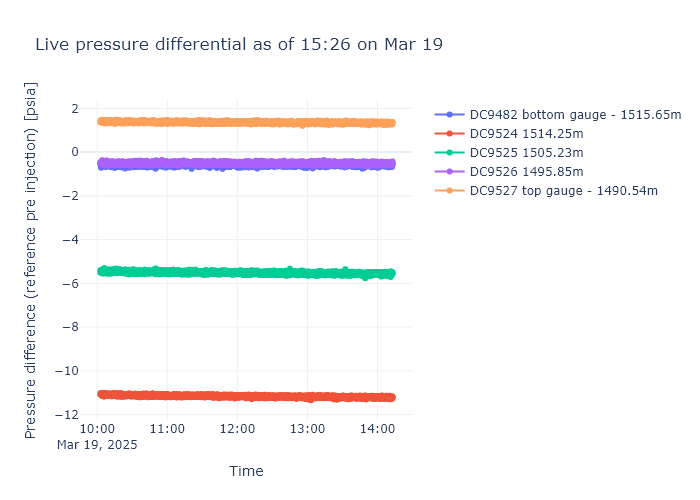 Live pressure differential as of 15:26 on Mar 19
Pressure difference (reference pre injection) [psia]
2
0
−2
−4
−6
−8
−10
−12
10:00
Mar 19, 2025
11:00
12:00
13:00
14:00
Time
DC9482 bottom gauge - 1515.65m
DC9524 1514.25m
DC9525 1505.23m
DC9526 1495.85m
DC9527 top gauge - 1490.54m